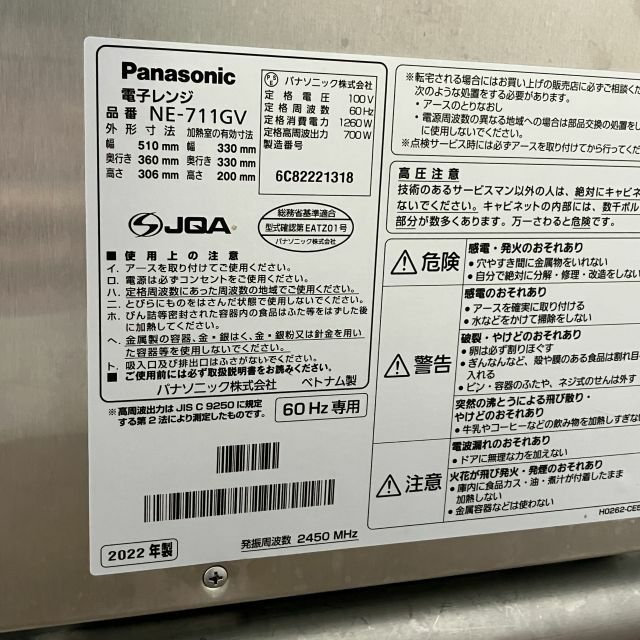 Panasonic
電子レンジ
品番 NE-711GV
外形寸法 加熱室の有効寸法
幅 510mm 幅 330mm
奥行き 360mm 奥行き 330mm
高さ 306mm 高さ 200mm
パナソニック株式会社
定格電圧 100V
定格周波数 60Hz
定格消費電力 1260W
定格高周波出力 700W
製造番号
6C82221318
JQA
総務省基準適合
型式確認第EATZ01号
パナソニック株式会社
■使用上の注意
イ. アースを取り付けてご使用ください。
ロ. 電源は必ずコンセントをご使用ください。
ハ. 定格周波数にあった周波数の地域でご使用ください。
ニ. とびらにものをはさんだ状態で使用しないでください。
ホ. びん詰等密封された容器内の食品はふた等をはずした後
に加熱してください。
ヘ. 金属製の容器、金・銀はく、金・銀粉又は針金を用い
た容器等を使用しないでください。
ト. 吸入口及び排出口はふさがないでください。
■ご使用前には必ず取扱説明書をお読みください。
パナソニック株式会社 ベトナム製
※高周波出力は JIS C 9250 に規定
する第2法により測定したものです。
60Hz専用
2022年製
発振周波数 2450 MHz
※転宅される場合にはお買い上げの販売店に必ずご相談くだ
次のような処置をする必要があります。
・アースのとりなおし
・電源周波数の異なる地域への場合は部品交換の処置をし
※点検サービス時には必ずアースを取り付けてから行ってく
高圧注意
技術のあるサービスマン以外の人は、絶対にキャビネ
でください。キャビネットの内部には、数千ボル
部分が数多くあります。万一さわると危険です。
危険
感電・発火のおそれあり
●穴やすき間に金属物をいれない
●自分で絶対に分解・修理・改造をしない
警告
感電のおそれあり
●アースを確実に取り付ける
●水などをかけて掃除をしない
破裂・やけどのおそれあり
●卵は必ず割りほぐす
●ぎんなんなど、殻や膜のある食品は割れ目
入れる
●ビン・容器のふたや、ネジ式のせんは外す
突然の沸とうによる飛び散り・
やけどのおそれあり
●牛乳やコーヒーなどの飲み物を加熱しすぎない
注意
電波漏れのおそれあり
●ドアに無理な力を加えない
火花が飛び発火・発煙のおそれあり
●庫内に食品カス・油・煮汁が付着したまま
加熱しない
●金属容器などは使わない
H0262-CE5